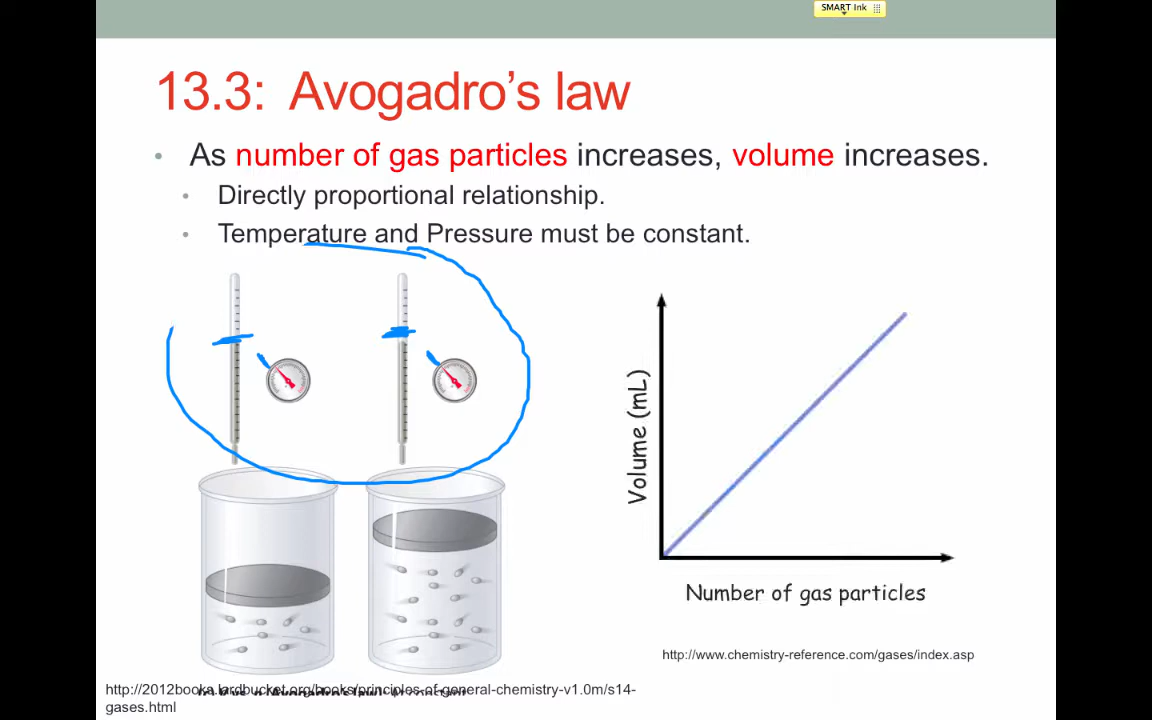 SMART Ink
13.3: Avogadro's law
• As number of gas particles increases, volume increases.
• Directly proportional relationship.
• Temperature and Pressure must be constant.
Volume (mL)
Number of gas particles
http://www.chemistry-reference.com/gases/index.asp
http://2012books.lardbucket.org/books/principles-of-general-chemistry-v1.0m/s14-
gases.html